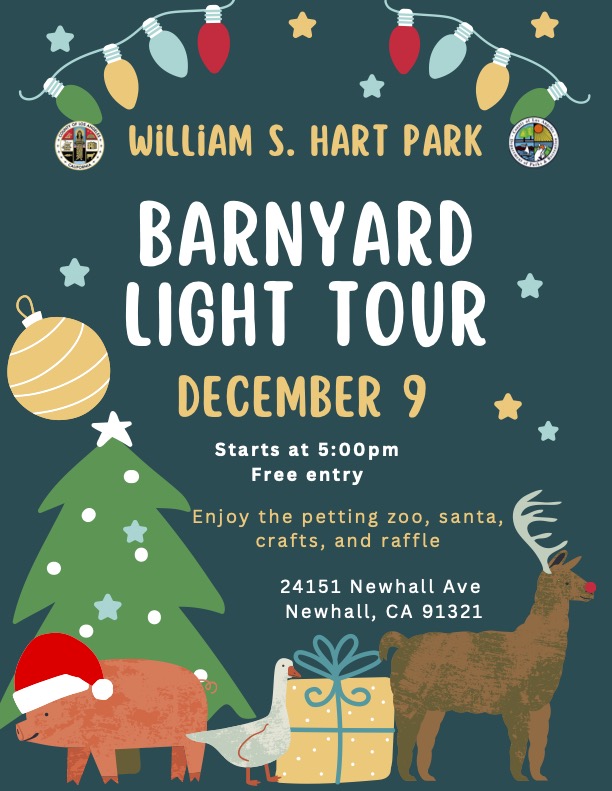 WiLLiAM S. HART PARK
BARNYARD
LIGHT TOUR
DECEMBER 9
Starts at 5:00pm
Free entry
Enjoy the petting zoo, santa,
crafts, and raffle
24151 Newhall Ave
Newhall, CA 91321